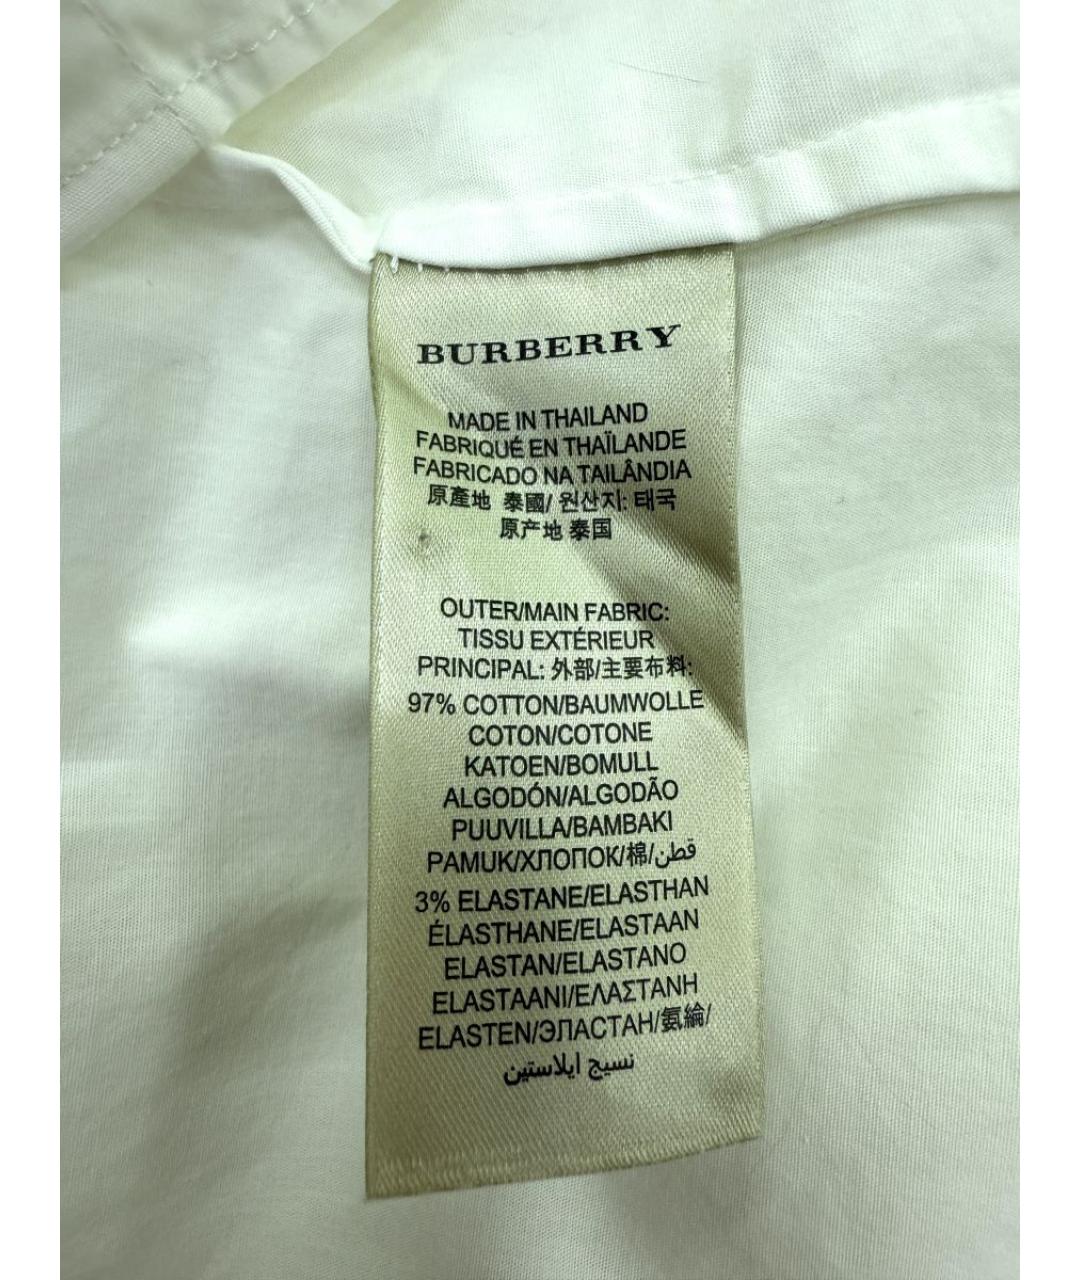 BURBERRY
MADE IN THAILAND
FABRIQUÉ EN THAÏLANDE
FABRICADO NA TAILÂNDIA
原產地 泰國/ 원산지: 태국
原产地 泰国
OUTER/MAIN FABRIC:
TISSU EXTÉRIEUR
PRINCIPAL: 外部/主要布料:
97% COTTON/BAUMWOLLE
COTON/COTONE
KATOEN/BOMULL
ALGODÓN/ALGODÃO
PUUVILLA/BAMBAKI
PAMUK/ХЛОПОК/棉/قطن
3% ELASTANE/ELASTHAN
ÉLASTHANE/ELASTAAN
ELASTAN/ELASTANO
ELASTAANI/ΕΛΑΣΤΑΝΗ
ELASTEN/ЭЛАСТАН/氨綸/
نسيج ايلاستين